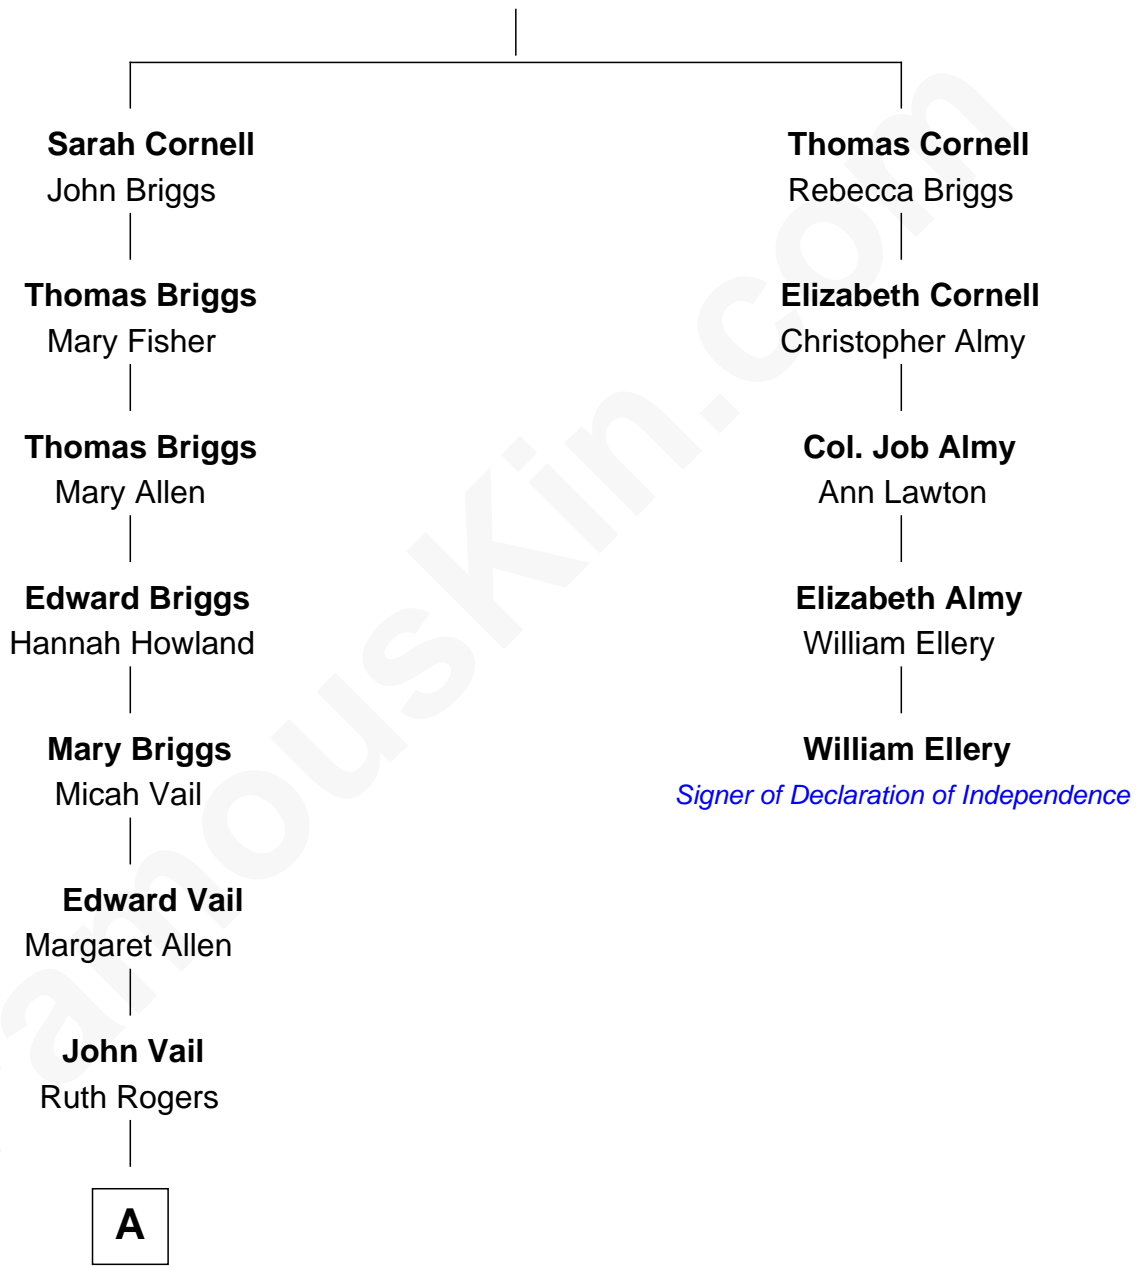 Sarah Cornell
John Briggs
Thomas Briggs
Mary Fisher
Thomas Briggs
Mary Allen
Edward Briggs
Hannah Howland
Mary Briggs
Micah Vail
Edward Vail
Margaret Allen
John Vail
Ruth Rogers
A
Thomas Cornell
Rebecca Briggs
Elizabeth Cornell
Christopher Almy
Col. Job Almy
Ann Lawton
Elizabeth Almy
William Ellery
William Ellery
Signer of Declaration of Independence
amouskin.com